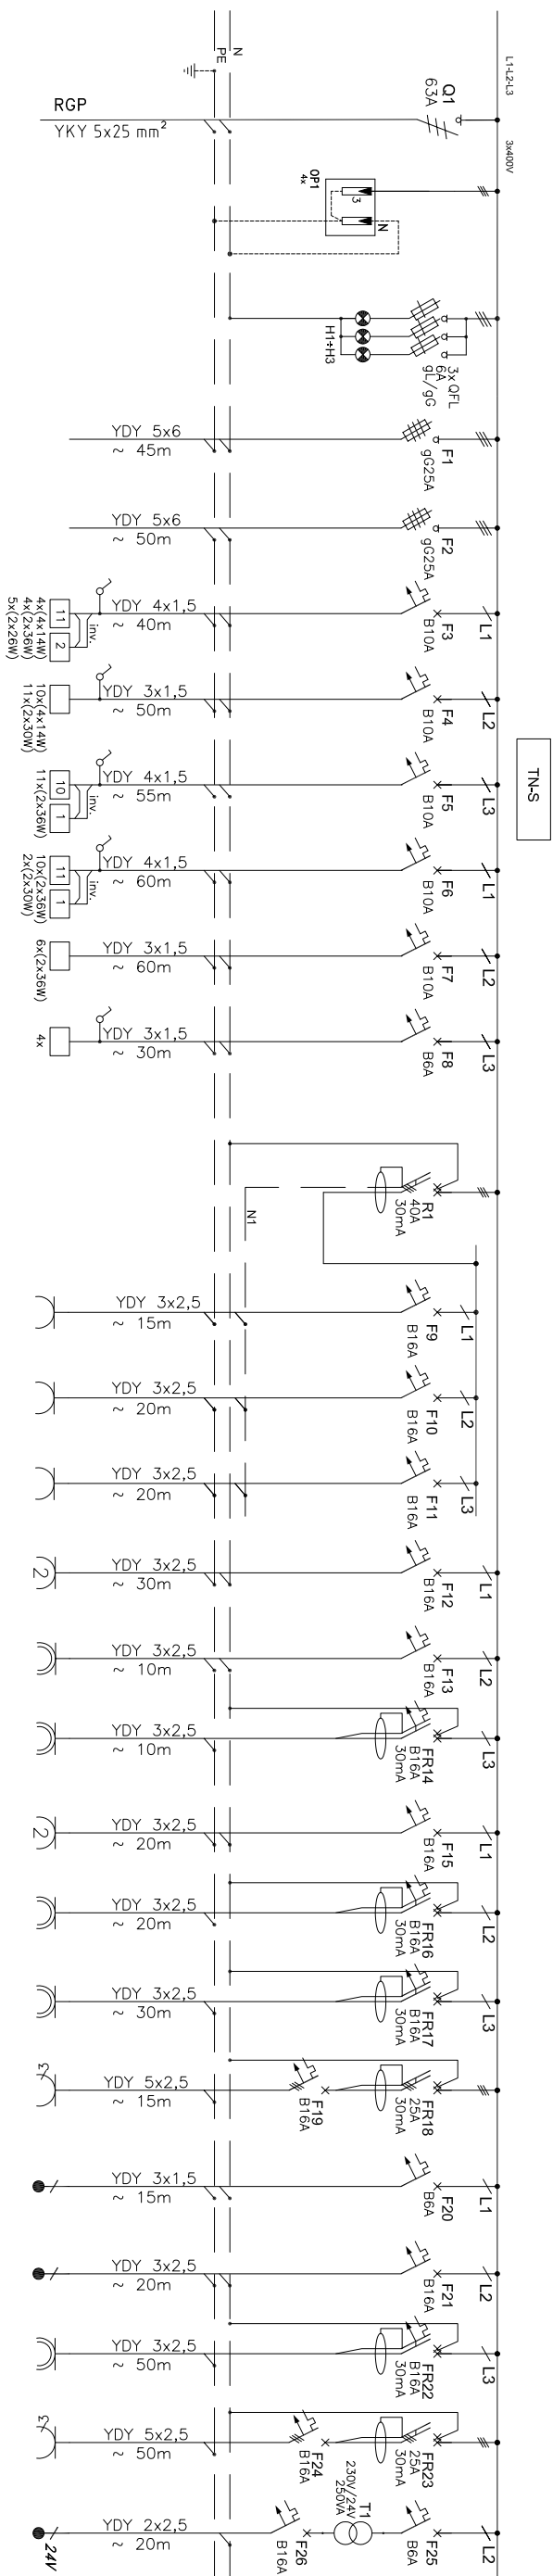 L1-L2-L3
3x400V
N
PE
Q1
63A
RGP
YKY 5x25 mm²
OP1
4x
3
N
3x QFL
6A
gL/gG
H1÷H3
F1
gG25A
YDY 5x6
~ 45m
F2
gG25A
YDY 5x6
~ 50m
L1
F3
B10A
YDY 4x1,5
~ 40m
inv.
11
2
4x(4x14W)
4x(2x36W)
5x(2x26W)
L2
F4
B10A
YDY 3x1,5
~ 50m
10x(4x14W)
11x(2x30W)
TN-S
L3
F5
B10A
YDY 4x1,5
~ 55m
inv.
10
1
11x(2x36W)
L1
F6
B10A
YDY 4x1,5
~ 60m
inv.
11
1
10x(2x36W)
2x(2x30W)
L2
F7
B10A
YDY 3x1,5
~ 60m
6x(2x36W)
L3
F8
B6A
YDY 3x1,5
~ 30m
4x
R1
40A
30mA
N1
L1
F9
B16A
YDY 3x2,5
~ 15m
L2
F10
B16A
YDY 3x2,5
~ 20m
L3
F11
B16A
YDY 3x2,5
~ 20m
L1
F12
B16A
YDY 3x2,5
~ 30m
2
L2
F13
B16A
YDY 3x2,5
~ 10m
L3
FR14
B16A
30mA
YDY 3x2,5
~ 10m
L1
F15
B16A
YDY 3x2,5
~ 20m
2
L2
FR16
B16A
30mA
YDY 3x2,5
~ 20m
L3
FR17
B16A
30mA
YDY 3x2,5
~ 30m
FR18
25A
30mA
F19
B16A
YDY 5x2,5
~ 15m
3
L1
F20
B6A
YDY 3x1,5
~ 15m
L2
F21
B16A
YDY 3x2,5
~ 20m
L3
FR22
B16A
30mA
YDY 3x2,5
~ 50m
FR23
25A
30mA
F24
B16A
YDY 5x2,5
~ 50m
3
L2
F25
B6A
T1
230V/24V
250VA
F26
B16A
YDY 2x2,5
~ 20m
24V